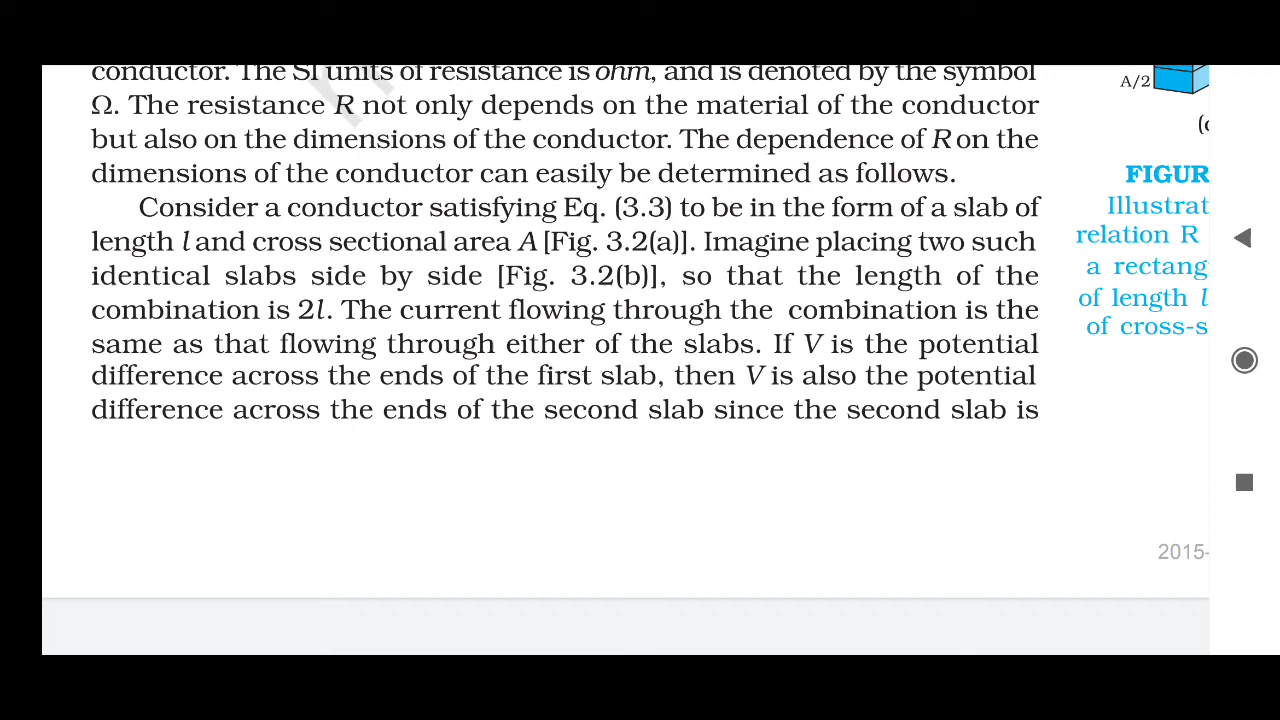 conductor. The SI units of resistance is ohm, and is denoted by the symbol
Ω. The resistance R not only depends on the material of the conductor
but also on the dimensions of the conductor. The dependence of R on the
dimensions of the conductor can easily be determined as follows.
Consider a conductor satisfying Eq. (3.3) to be in the form of a slab of
length l and cross sectional area A [Fig. 3.2(a)]. Imagine placing two such
identical slabs side by side [Fig. 3.2(b)], so that the length of the
combination is 2l. The current flowing through the combination is the
same as that flowing through either of the slabs. If V is the potential
difference across the ends of the first slab, then V is also the potential
difference across the ends of the second slab since the second slab is
A/2
FIGUR
Illustrat
relation R
a rectang
of length l
of cross-s
2015-